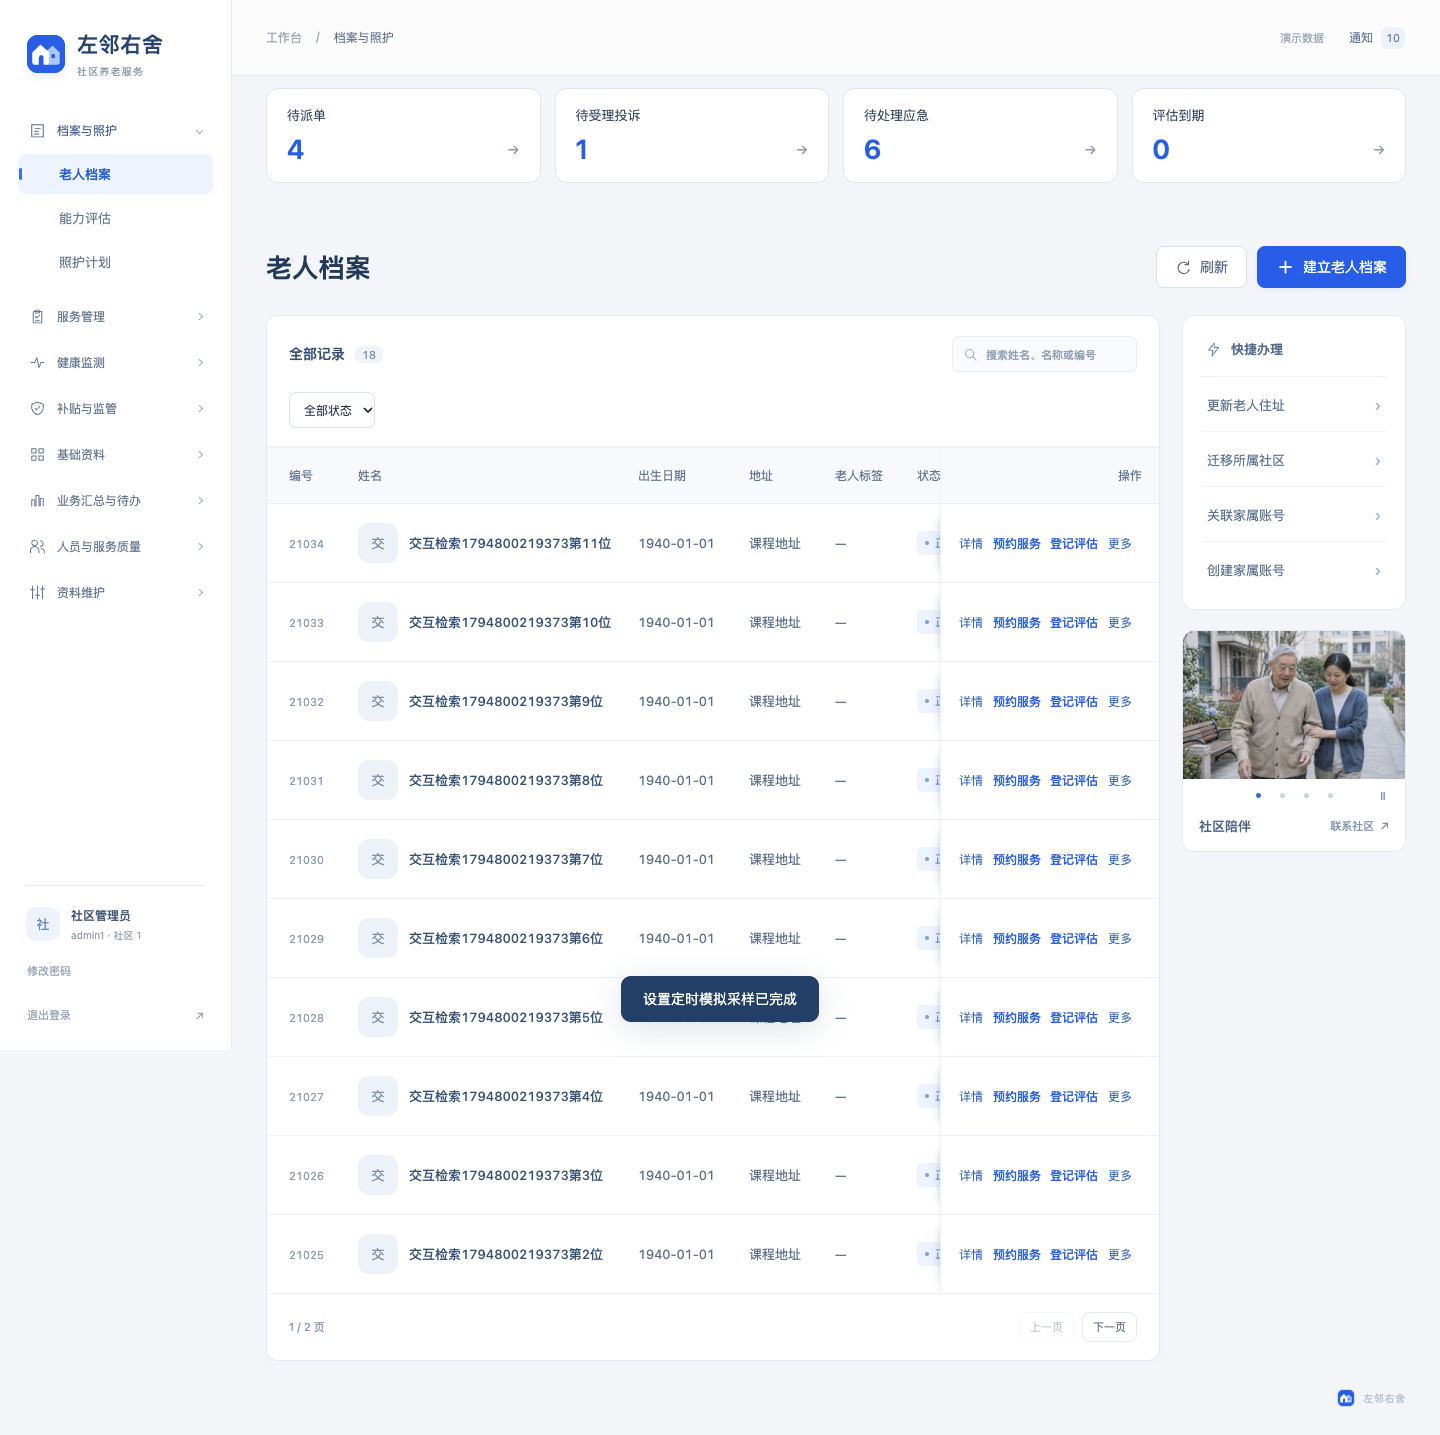 左邻右舍
社区养老服务
档案与照护
老人档案
能力评估
照护计划
服务管理
健康监测
补贴与监管
基础资料
业务汇总与待办
人员与服务质量
资料维护
社
社区管理员
admin1 · 社区 1
修改密码
退出登录
工作台 / 档案与照护
演示数据 通知 10
待派单
4
待受理投诉
1
待处理应急
6
评估到期
0
老人档案
刷新
建立老人档案
全部记录 18
搜索姓名、名称或编号
全部状态
编号 姓名 出生日期 地址 老人标签 状态 操作
21034 交 交互检索1794800219373第11位 1940-01-01 课程地址 — 详情 预约服务 登记评估 更多
21033 交 交互检索1794800219373第10位 1940-01-01 课程地址 — 详情 预约服务 登记评估 更多
21032 交 交互检索1794800219373第9位 1940-01-01 课程地址 — 详情 预约服务 登记评估 更多
21031 交 交互检索1794800219373第8位 1940-01-01 课程地址 — 详情 预约服务 登记评估 更多
21030 交 交互检索1794800219373第7位 1940-01-01 课程地址 — 详情 预约服务 登记评估 更多
21029 交 交互检索1794800219373第6位 1940-01-01 课程地址 — 详情 预约服务 登记评估 更多
设置定时模拟采样已完成
21028 交 交互检索1794800219373第5位 — 详情 预约服务 登记评估 更多
21027 交 交互检索1794800219373第4位 1940-01-01 课程地址 — 详情 预约服务 登记评估 更多
21026 交 交互检索1794800219373第3位 1940-01-01 课程地址 — 详情 预约服务 登记评估 更多
21025 交 交互检索1794800219373第2位 1940-01-01 课程地址 — 详情 预约服务 登记评估 更多
1 / 2 页
上一页
下一页
快捷办理
更新老人住址
迁移所属社区
关联家属账号
创建家属账号
社区陪伴
联系社区
左邻右舍